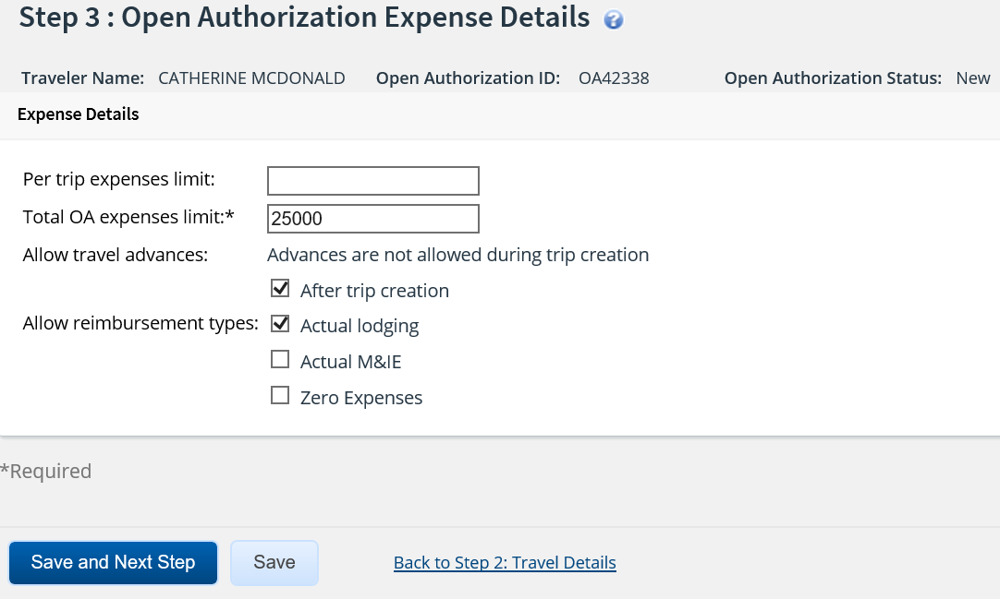 Step 3 : Open Authorization Expense Details
Traveler Name: CATHERINE MCDONALD Open Authorization ID: OA42338 Open Authorization Status: New
Expense Details
Per trip expenses limit:
Total OA expenses limit:* 25000
Allow travel advances: Advances are not allowed during trip creation
After trip creation
Allow reimbursement types: Actual lodging
Actual M&IE
Zero Expenses
*Required
Save and Next Step Save Back to Step 2: Travel Details